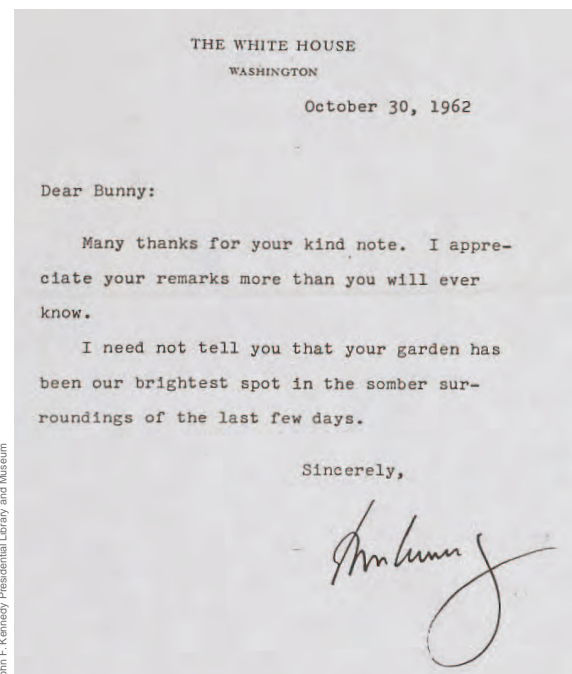 THE WHITE HOUSE
WASHINGTON
October 30, 1962
Dear Bunny:
Many thanks for your kind note. I appre-
ciate your remarks more than you will ever
know.
I need not tell you that your garden has
been our brightest spot in the somber sur-
roundings of the last few days.
Sincerely,
F. Kennedy Presidential Library and Museum